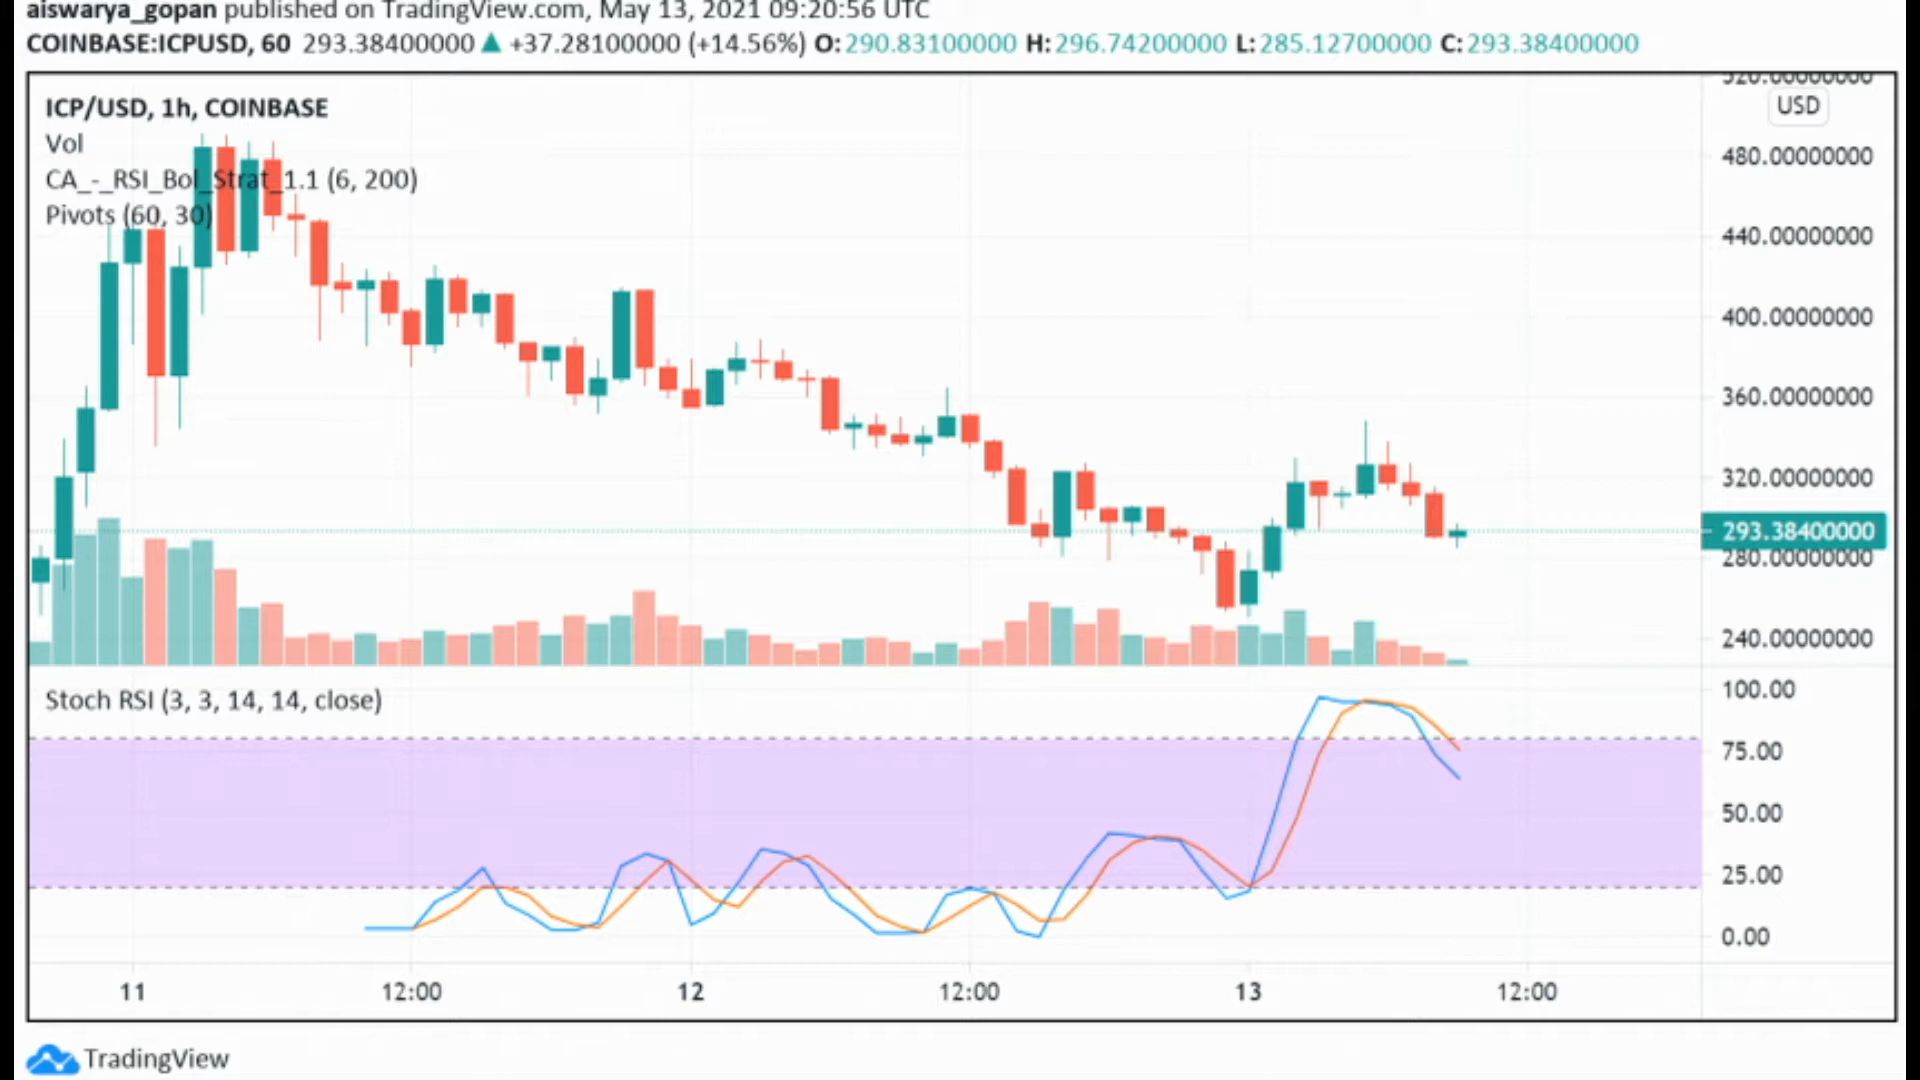 aiswarya_gopan published on TradingView.com, May 13, 2021 09:20:56 UTC
COINBASE:ICPUSD, 60 293.38400000 ▲ +37.28100000 (+14.56%) O:290.83100000 H:296.74200000 L:285.12700000 C:293.38400000
520.00000000
ICP/USD, 1h, COINBASE
USD
Vol
480.00000000
CA_-_RSI_Bol_Strat_1.1 (6, 200)
Pivots (60, 30)
440.00000000
400.00000000
360.00000000
320.00000000
293.38400000
280.00000000
240.00000000
Stoch RSI (3, 3, 14, 14, close)
100.00
75.00
50.00
25.00
0.00
11 12:00 12 12:00 13 12:00
TradingView